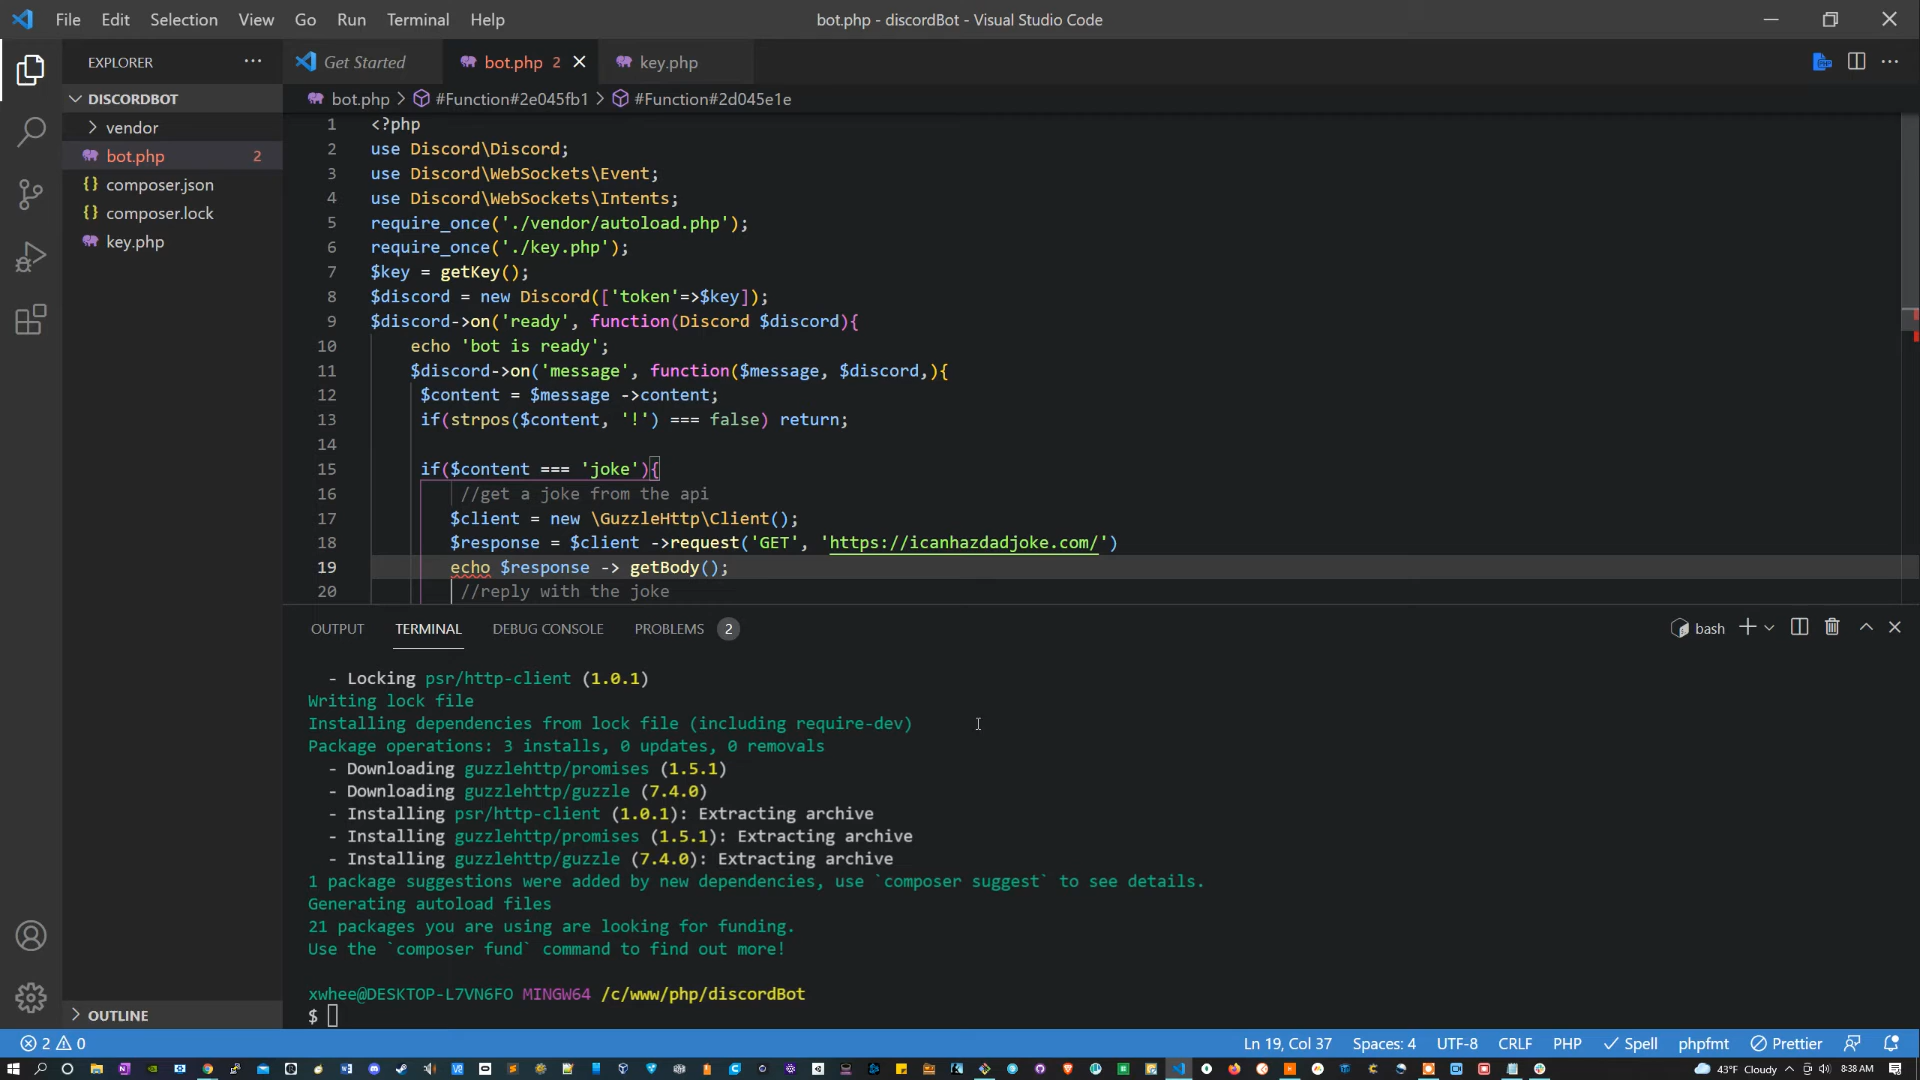 File Edit Selection View Go Run Terminal Help
bot.php - discordBot - Visual Studio Code
EXPLORER
Get Started
bot.php 2
key.php
DISCORDBOT
bot.php > #Function#2e045fb1 > #Function#2d045e1e
vendor
bot.php 2
composer.json
composer.lock
key.php
1 <?php
2 use Discord\Discord;
3 use Discord\WebSockets\Event;
4 use Discord\WebSockets\Intents;
5 require_once('./vendor/autoload.php');
6 require_once('./key.php');
7 $key = getKey();
8 $discord = new Discord(['token'=>$key]);
9 $discord->on('ready', function(Discord $discord){
10 echo 'bot is ready';
11 $discord->on('message', function($message, $discord,){
12 $content = $message ->content;
13 if(strpos($content, '!') === false) return;
14
15 if($content === 'joke'){
16 //get a joke from the api
17 $client = new \GuzzleHttp\Client();
18 $response = $client ->request('GET', 'https://icanhazdadjoke.com/')
19 echo $response -> getBody();
20 //reply with the joke
OUTPUT TERMINAL DEBUG CONSOLE PROBLEMS 2
bash
- Locking psr/http-client (1.0.1)
Writing lock file
Installing dependencies from lock file (including require-dev)
Package operations: 3 installs, 0 updates, 0 removals
- Downloading guzzlehttp/promises (1.5.1)
- Downloading guzzlehttp/guzzle (7.4.0)
- Installing psr/http-client (1.0.1): Extracting archive
- Installing guzzlehttp/promises (1.5.1): Extracting archive
- Installing guzzlehttp/guzzle (7.4.0): Extracting archive
1 package suggestions were added by new dependencies, use `composer suggest` to see details.
Generating autoload files
21 packages you are using are looking for funding.
Use the `composer fund` command to find out more!
xwhee@DESKTOP-L7VN6FO MINGW64 /c/www/php/discordBot
$
OUTLINE
2 0
Ln 19, Col 37 Spaces: 4 UTF-8 CRLF PHP Spell phpfmt Prettier
43°F Cloudy 8:38 AM